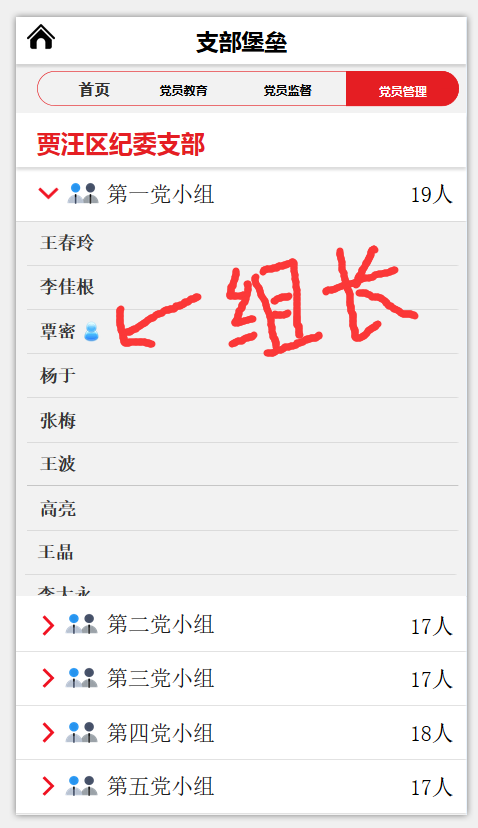 支部堡垒
首页 党员教育 党员监督 党员管理
贾汪区纪委支部
第一党小组 19人
王春玲
李佳根
覃密 组长
杨于
张梅
王波
高亮
王晶
李大永
第二党小组 17人
第三党小组 17人
第四党小组 18人
第五党小组 17人